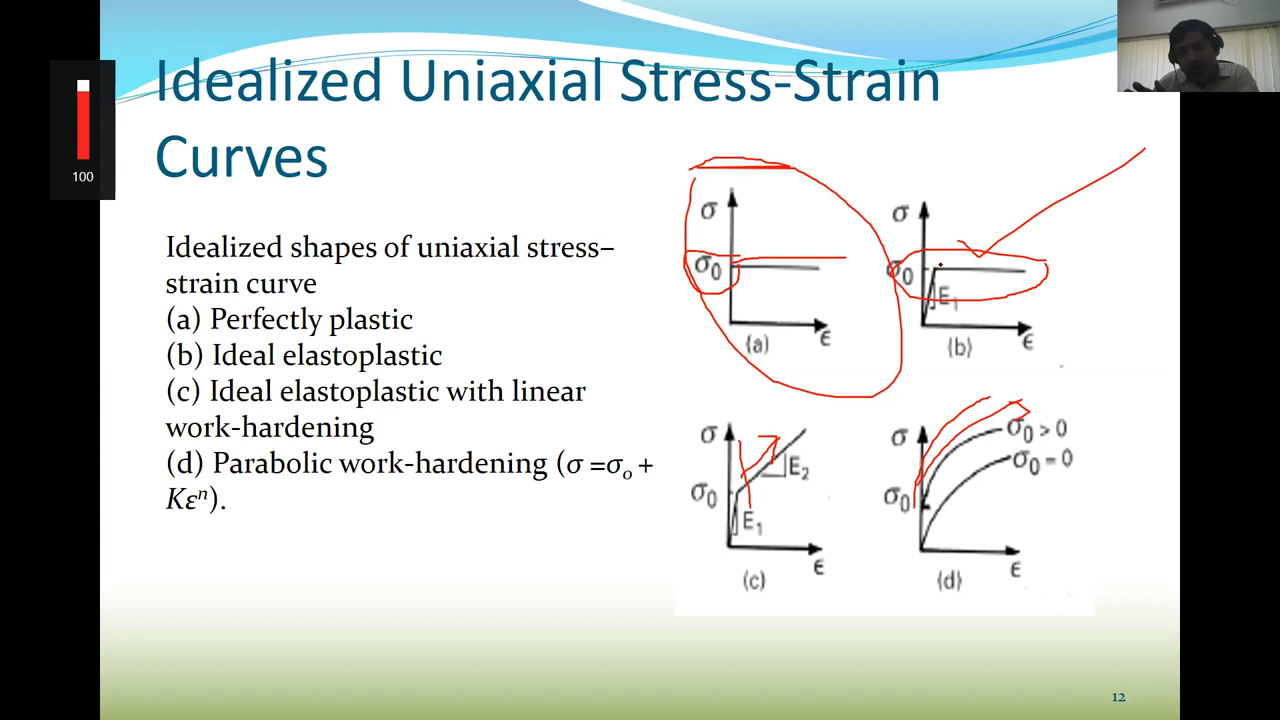 Idealized Uniaxial Stress-Strain
Curves
100
Idealized shapes of uniaxial stress–
strain curve
(a) Perfectly plastic
(b) Ideal elastoplastic
(c) Ideal elastoplastic with linear
work-hardening
(d) Parabolic work-hardening (σ =σₒ +
Kεⁿ).
σ
σ₀
ϵ
(a)
σ
σ₀
E₁
ϵ
(b)
σ
σ₀
E₂
E₁
ϵ
(c)
σ
σ₀ > 0
σ₀ = 0
σ₀
ϵ
(d)
12